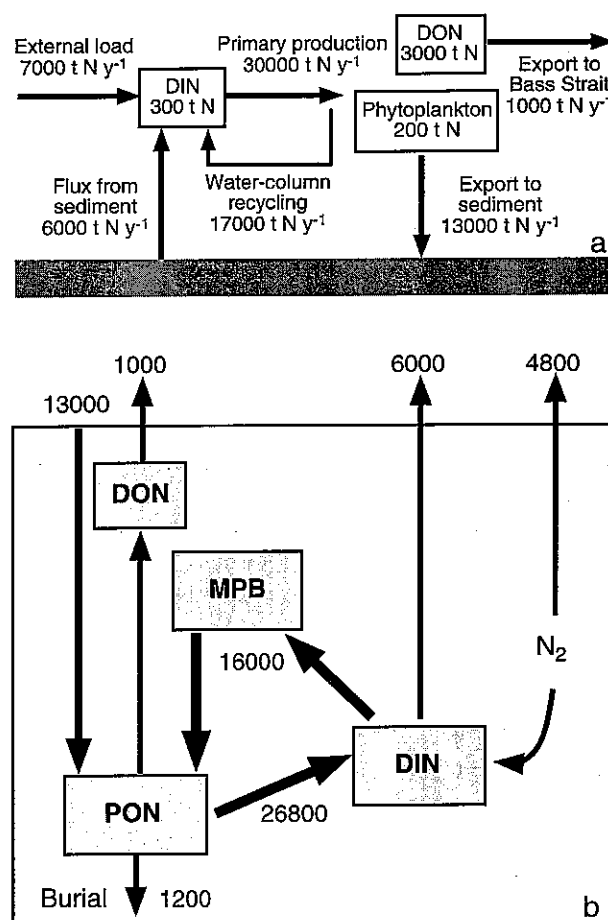 External load
7000 t N y⁻¹
DIN
300 t N
Primary production
30000 t N y⁻¹
DON
3000 t N
Export to
Bass Strait
1000 t N y⁻¹
Phytoplankton
200 t N
Flux from
sediment
6000 t N y⁻¹
Water-column
recycling
17000 t N y⁻¹
Export to
sediment
13000 t N y⁻¹
a
1000
6000
4800
13000
DON
MPB
16000
N₂
DIN
PON
26800
Burial
1200
b